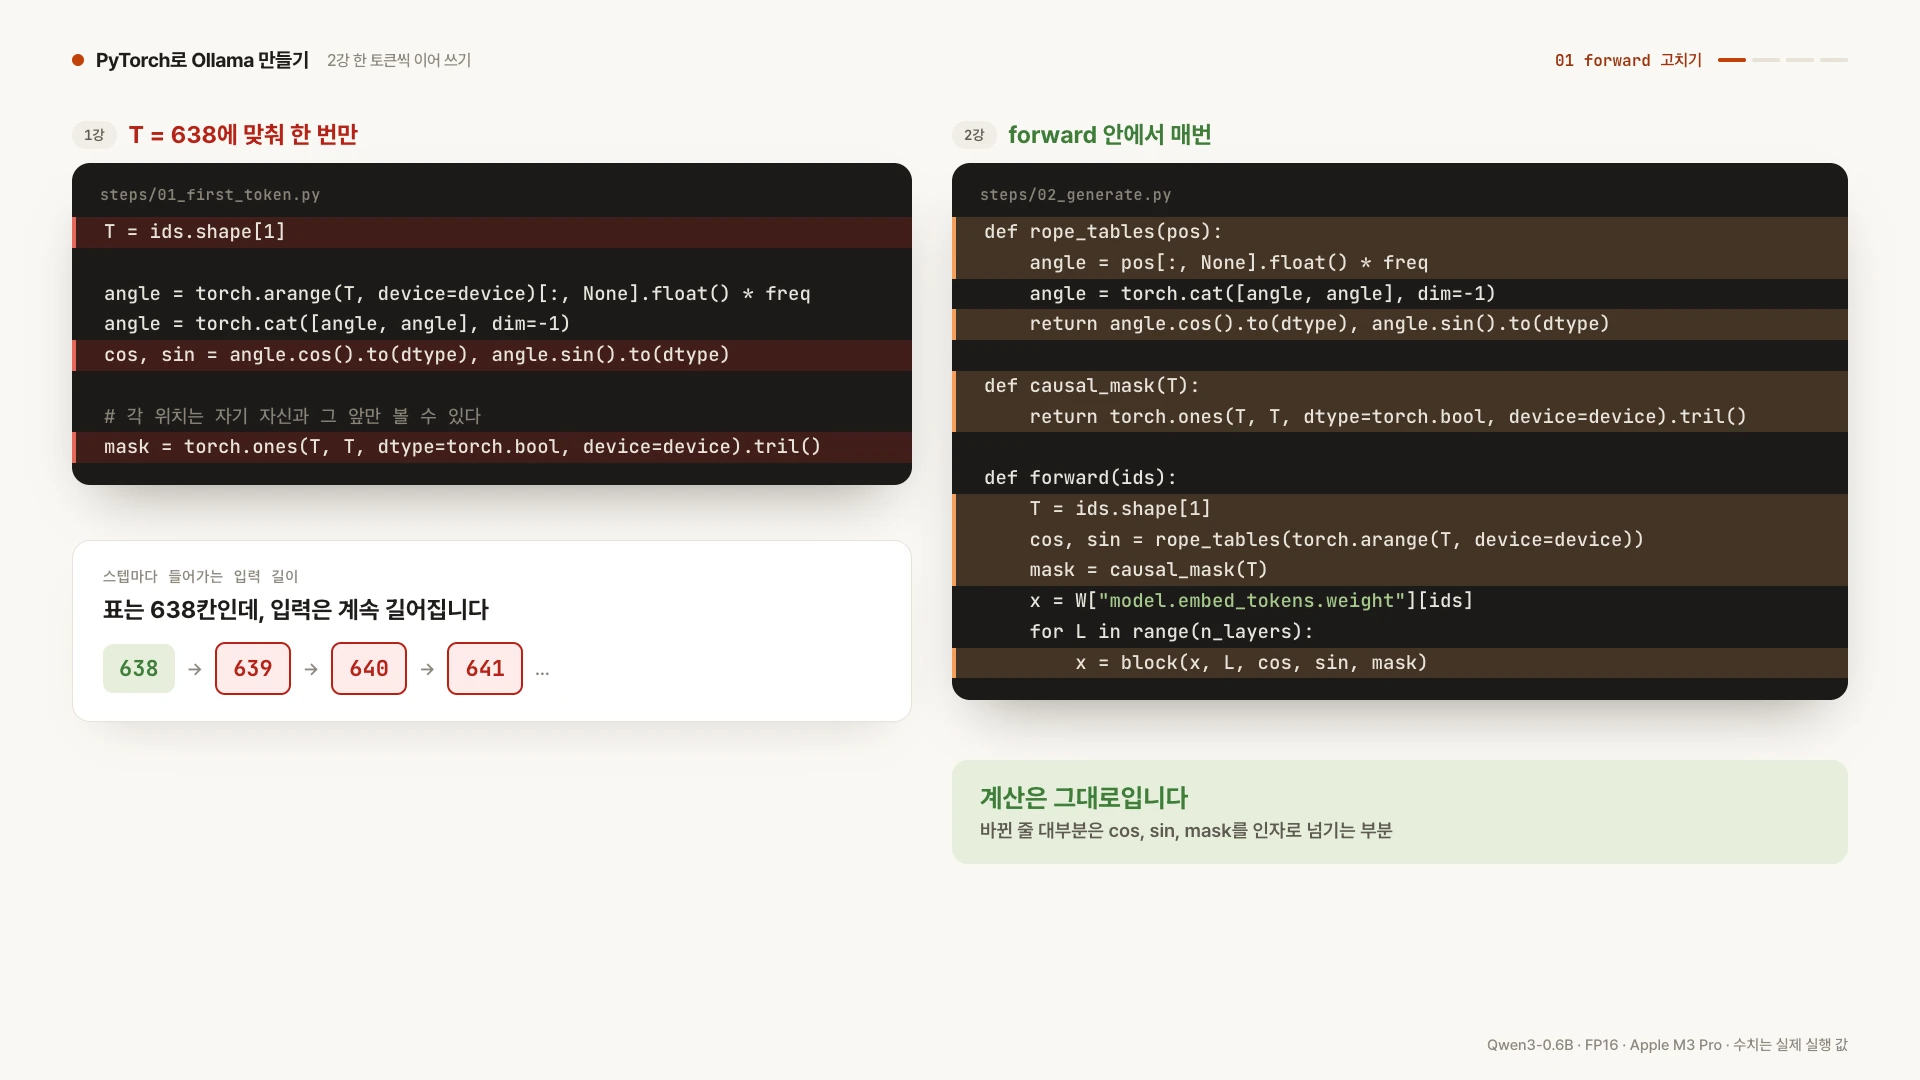 PyTorch로 Ollama 만들기 2강 한 토큰씩 이어 쓰기
01 forward 고치기
1강 T = 638에 맞춰 한 번만
steps/01_first_token.py
T = ids.shape[1]
angle = torch.arange(T, device=device)[:, None].float() * freq
angle = torch.cat([angle, angle], dim=-1)
cos, sin = angle.cos().to(dtype), angle.sin().to(dtype)
# 각 위치는 자기 자신과 그 앞만 볼 수 있다
mask = torch.ones(T, T, dtype=torch.bool, device=device).tril()
스텝마다 들어가는 입력 길이
표는 638칸인데, 입력은 계속 길어집니다
638 → 639 → 640 → 641 ...
2강 forward 안에서 매번
steps/02_generate.py
def rope_tables(pos):
    angle = pos[:, None].float() * freq
    angle = torch.cat([angle, angle], dim=-1)
    return angle.cos().to(dtype), angle.sin().to(dtype)
def causal_mask(T):
    return torch.ones(T, T, dtype=torch.bool, device=device).tril()
def forward(ids):
    T = ids.shape[1]
    cos, sin = rope_tables(torch.arange(T, device=device))
    mask = causal_mask(T)
    x = W["model.embed_tokens.weight"][ids]
    for L in range(n_layers):
        x = block(x, L, cos, sin, mask)
계산은 그대로입니다
바뀐 줄 대부분은 cos, sin, mask를 인자로 넘기는 부분
Qwen3-0.6B · FP16 · Apple M3 Pro · 수치는 실제 실행 값